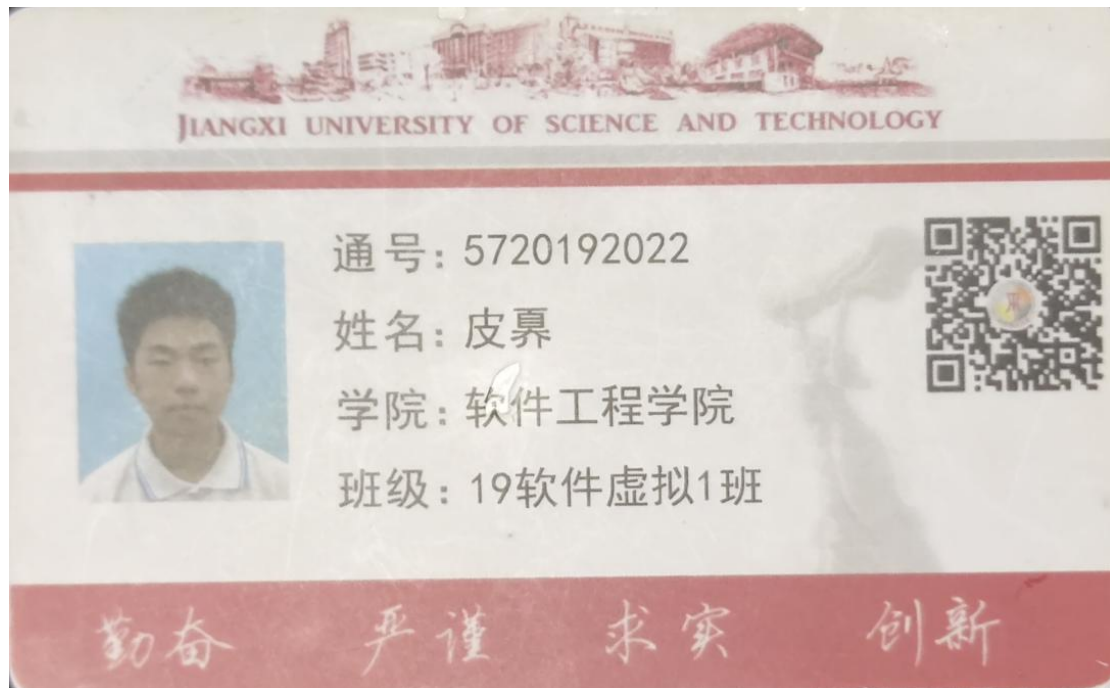 JIANGXI UNIVERSITY OF SCIENCE AND TECHNOLOGY
通号: 5720192022
姓名: 皮奡
学院: 软件工程学院
班级: 19软件虚拟1班
勤奋 严谨 求实 创新